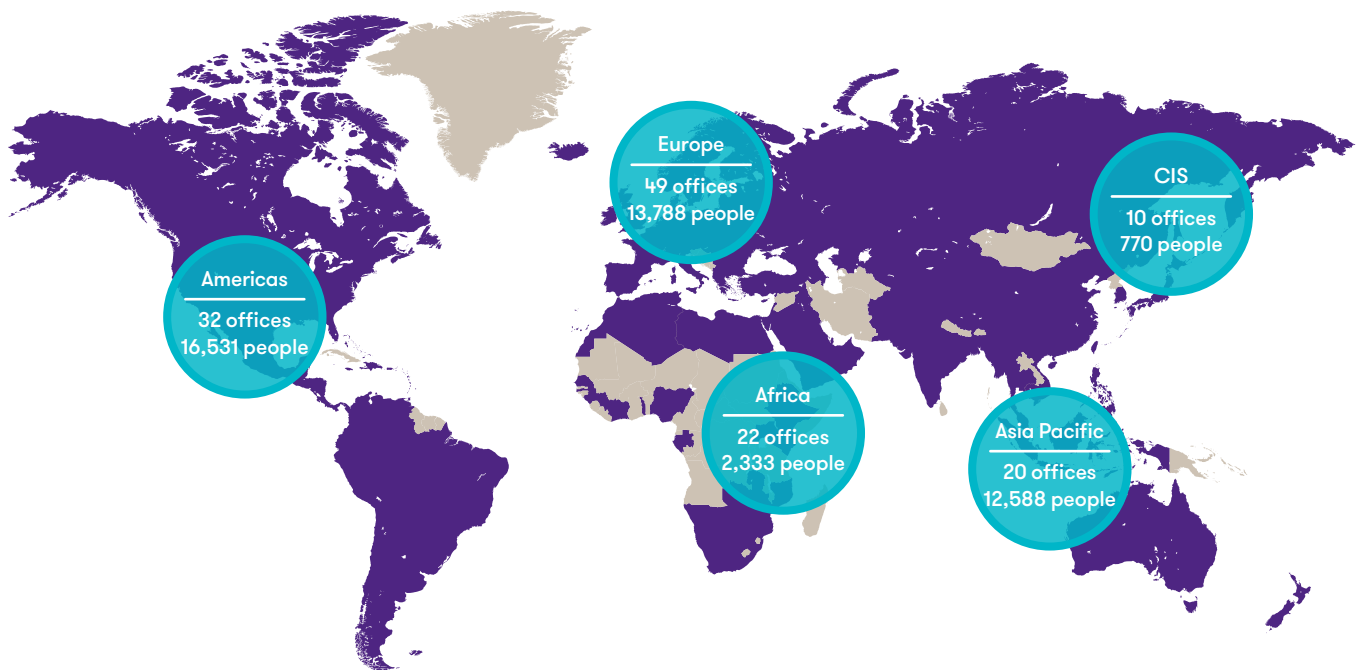 Europe
49 offices
13,788 people
CIS
10 offices
770 people
Americas
32 offices
16,531 people
Africa
22 offices
2,333 people
Asia Pacific
20 offices
12,588 people